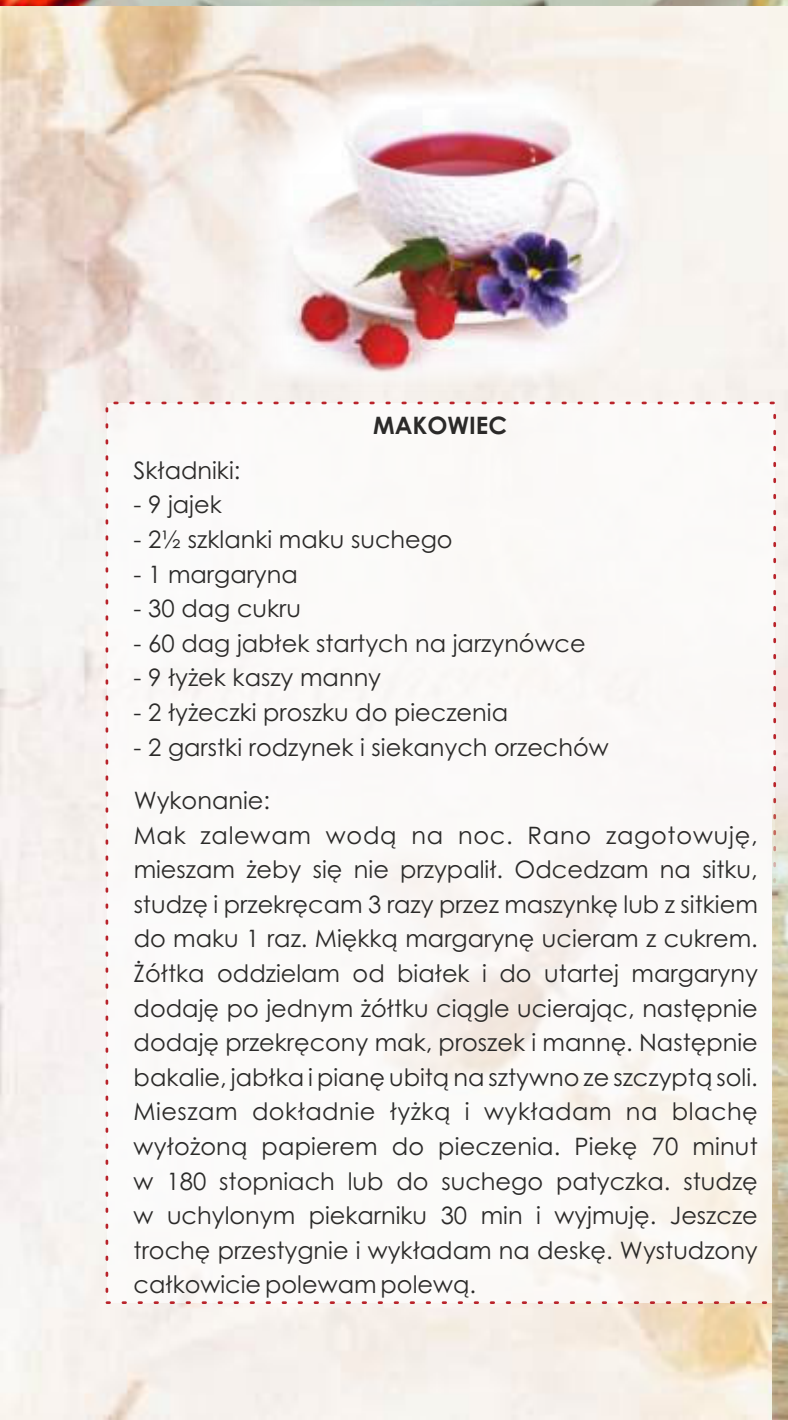 MAKOWIEC
Składniki:
- 9 jajek
- 2½ szklanki maku suchego
- 1 margaryna
- 30 dag cukru
- 60 dag jabłek startych na jarzynówce
- 9 łyżek kaszy manny
- 2 łyżeczki proszku do pieczenia
- 2 garstki rodzynek i siekanych orzechów
Wykonanie:
Mak zalewam wodą na noc. Rano zagotowuję,
mieszam żeby się nie przypalił. Odcedzam na sitku,
studzę i przekręcam 3 razy przez maszynkę lub z sitkiem
do maku 1 raz. Miękką margarynę ucieram z cukrem.
Żółtka oddzielam od białek i do utartej margaryny
dodaję po jednym żółtku ciągle ucierając, następnie
dodaję przekręcony mak, proszek i mannę. Następnie
bakalie, jabłka i pianę ubitą na sztywno ze szczyptą soli.
Mieszam dokładnie łyżką i wykładam na blachę
wyłożoną papierem do pieczenia. Piekę 70 minut
w 180 stopniach lub do suchego patyczka. studzę
w uchylonym piekarniku 30 min i wyjmuję. Jeszcze
trochę przestygnie i wykładam na deskę. Wystudzony
całkowicie polewam polewą.